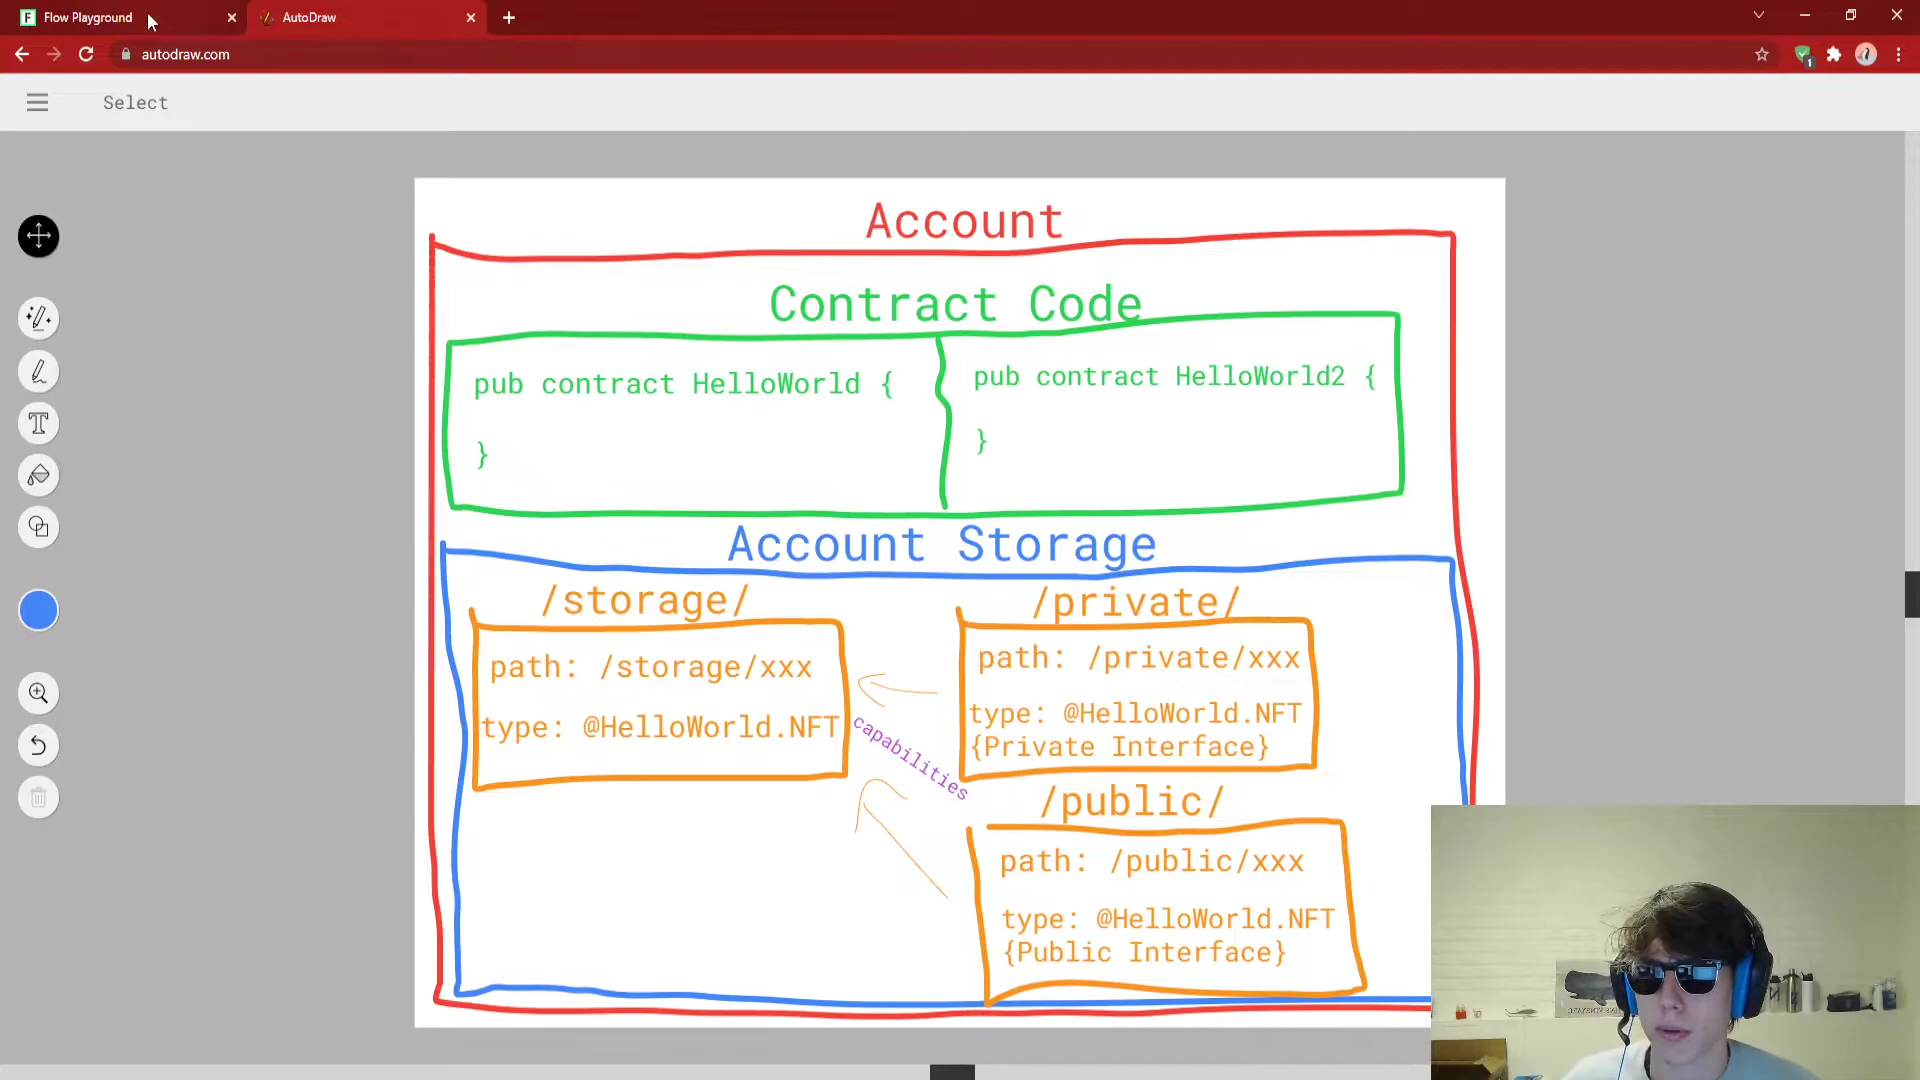 Flow Playground
AutoDraw
autodraw.com
1
Select
Account
Contract Code
pub contract HelloWorld {
}
pub contract HelloWorld2 {
}
Account Storage
/storage/
path: /storage/xxx
type: @HelloWorld.NFT
capabilities
/private/
path: /private/xxx
type: @HelloWorld.NFT
{Private Interface}
/public/
path: /public/xxx
type: @HelloWorld.NFT
{Public Interface}